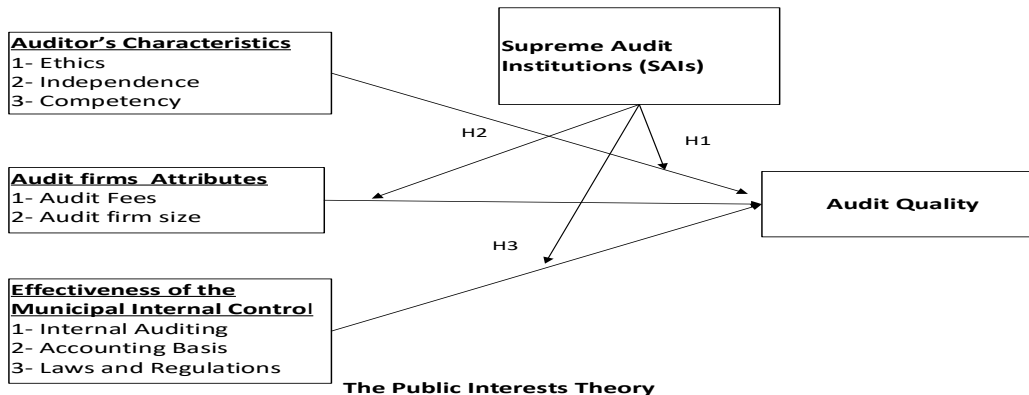 Auditor's Characteristics
1- Ethics
2- Independence
3- Competency
Supreme Audit
Institutions (SAIs)
H2
H1
Audit firms Attributes
1- Audit Fees
2- Audit firm size
Audit Quality
H3
Effectiveness of the
Municipal Internal Control
1- Internal Auditing
2- Accounting Basis
3- Laws and Regulations
The Public Interests Theory